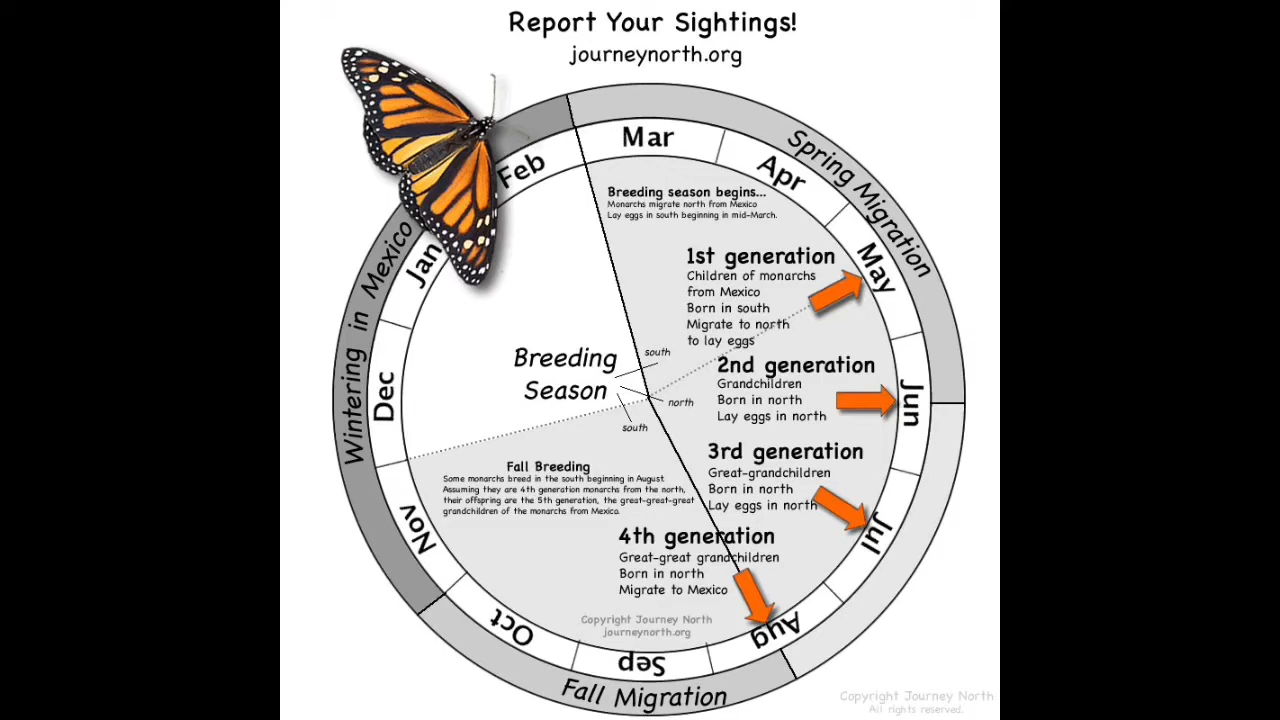 Report Your Sightings!
journeynorth.org
Mar
Apr
May
Jun
Jul
Aug
Sep
Oct
Nov
Dec
Jan
Feb
Spring Migration
Fall Migration
Wintering in Mexico
Breeding season begins...
Monarchs migrate north from Mexico
Lay eggs in south beginning in mid-March.
1st generation
Children of monarchs
from Mexico
Born in south
Migrate to north
to lay eggs
Breeding
Season
south
north
south
2nd generation
Grandchildren
Born in north
Lay eggs in north
3rd generation
Great-grandchildren
Born in north
Lay eggs in north
Fall Breeding
Some monarchs breed in the south beginning in August.
Assuming they are 4th generation monarchs from the north,
their offspring are the 5th generation, the great-great-great
grandchildren of the monarchs from Mexico.
4th generation
Great-great grandchildren
Born in north
Migrate to Mexico
Copyright Journey North
journeynorth.org
Copyright Journey North
All rights reserved.